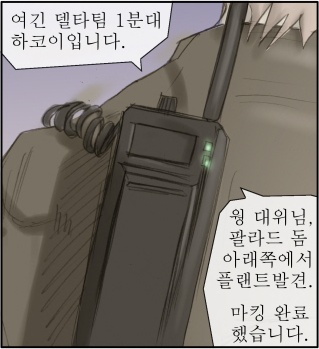 여긴 델타팀 1분대
하코이입니다.
웡 대위님,
팔라드 돔
아래쪽에서
플랜트발견.
마킹 완료
했습니다.